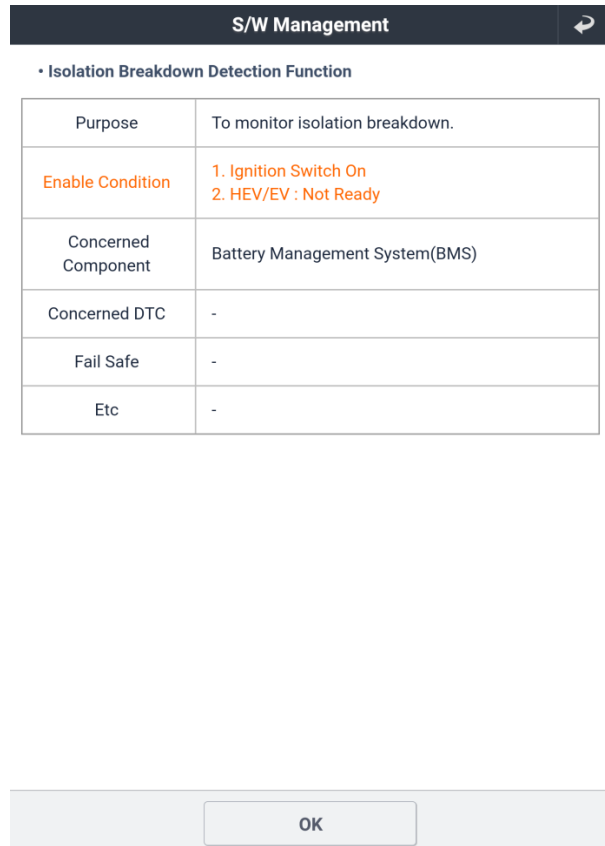 S/W Management
• Isolation Breakdown Detection Function
Purpose
To monitor isolation breakdown.
Enable Condition
1. Ignition Switch On
2. HEV/EV : Not Ready
Concerned
Component
Battery Management System(BMS)
Concerned DTC
-
Fail Safe
-
Etc
-
OK